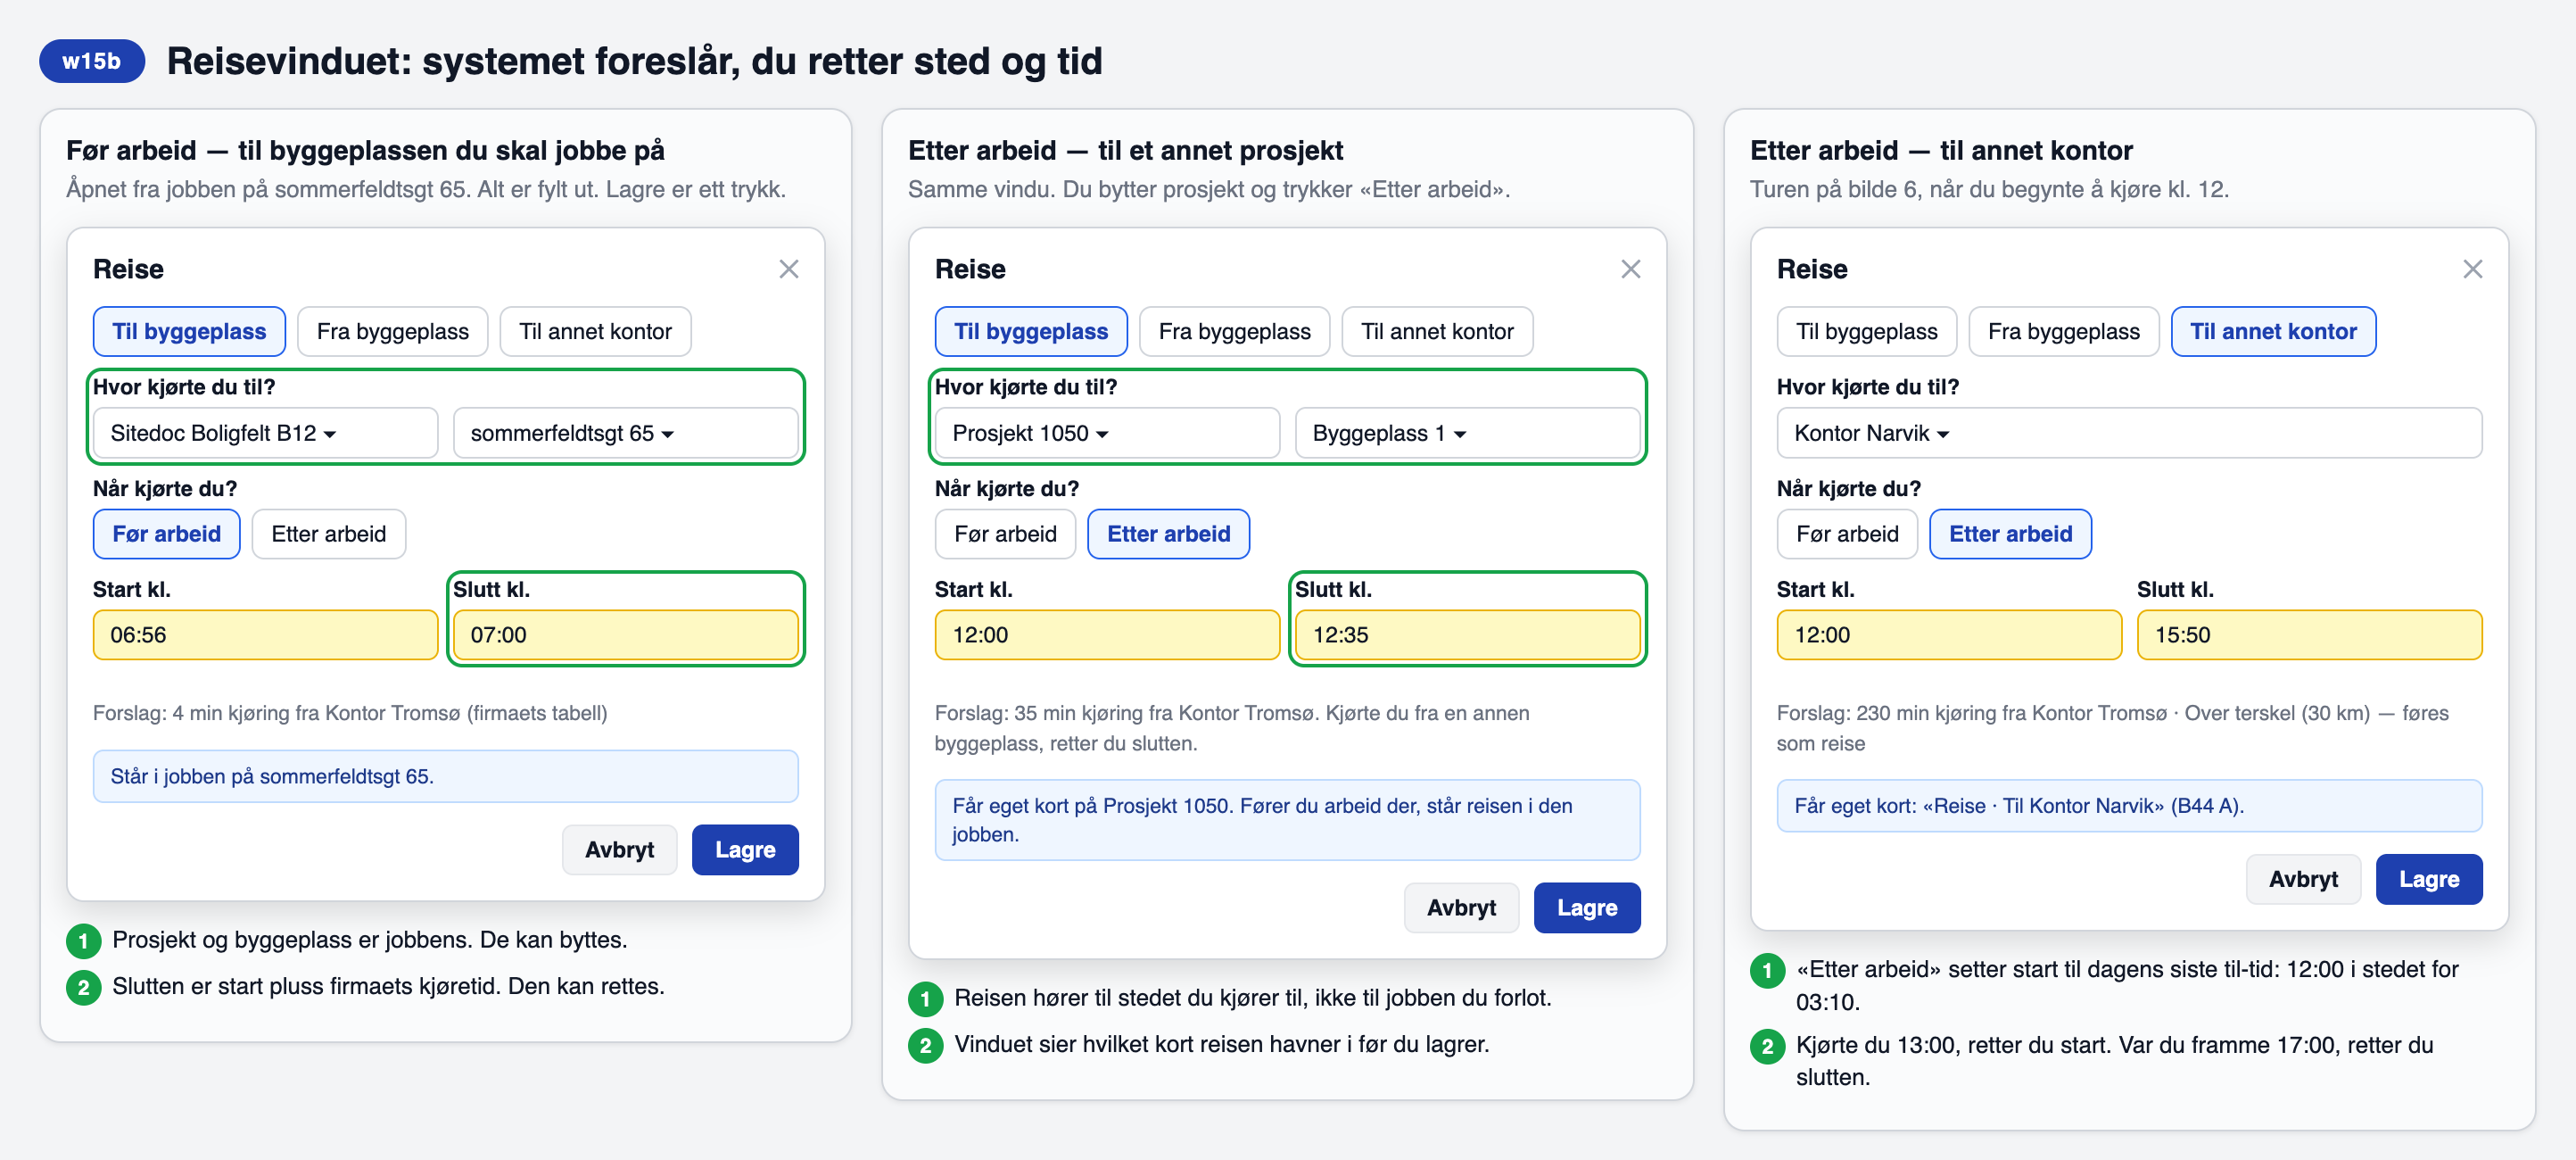 w15b
Reisevinduet: systemet foreslår, du retter sted og tid
Før arbeid — til byggeplassen du skal jobbe på
Åpnet fra jobben på sommerfeldtsgt 65. Alt er fylt ut. Lagre er ett trykk.
Reise
Til byggeplass
Fra byggeplass
Til annet kontor
Hvor kjørte du til?
Sitedoc Boligfelt B12
sommerfeldtsgt 65
Når kjørte du?
Før arbeid
Etter arbeid
Start kl.
Slutt kl.
06:56
07:00
Forslag: 4 min kjøring fra Kontor Tromsø (firmaets tabell)
Står i jobben på sommerfeldtsgt 65.
Avbryt
Lagre
1 Prosjekt og byggeplass er jobbens. De kan byttes.
2 Slutten er start pluss firmaets kjøretid. Den kan rettes.
Etter arbeid — til et annet prosjekt
Samme vindu. Du bytter prosjekt og trykker «Etter arbeid».
Reise
Til byggeplass
Fra byggeplass
Til annet kontor
Hvor kjørte du til?
Prosjekt 1050
Byggeplass 1
Når kjørte du?
Før arbeid
Etter arbeid
Start kl.
Slutt kl.
12:00
12:35
Forslag: 35 min kjøring fra Kontor Tromsø. Kjørte du fra en annen
byggeplass, retter du slutten.
Får eget kort på Prosjekt 1050. Fører du arbeid der, står reisen i den
jobben.
Avbryt
Lagre
1 Reisen hører til stedet du kjører til, ikke til jobben du forlot.
2 Vinduet sier hvilket kort reisen havner i før du lagrer.
Etter arbeid — til annet kontor
Turen på bilde 6, når du begynte å kjøre kl. 12.
Reise
Til byggeplass
Fra byggeplass
Til annet kontor
Hvor kjørte du til?
Kontor Narvik
Når kjørte du?
Før arbeid
Etter arbeid
Start kl.
Slutt kl.
12:00
15:50
Forslag: 230 min kjøring fra Kontor Tromsø · Over terskel (30 km) — føres
som reise
Får eget kort: «Reise · Til Kontor Narvik» (B44 A).
Avbryt
Lagre
1 «Etter arbeid» setter start til dagens siste til-tid: 12:00 i stedet for
03:10.
2 Kjørte du 13:00, retter du start. Var du framme 17:00, retter du
slutten.